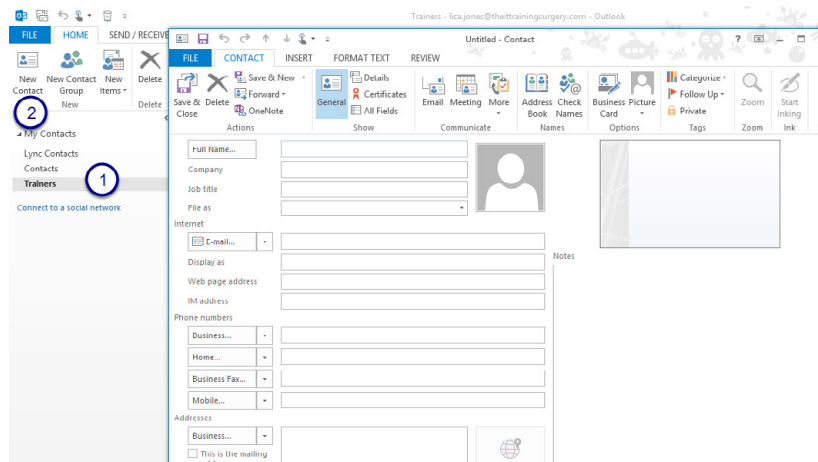 Trainers - lisa.jones@theittrainingsurgery.com - Outlook
FILE HOME SEND / RECEIVE
New Contact
New Contact Group
New Items
Delete
New
Delete
2
My Contacts
Lync Contacts
Contacts
Trainers
1
Connect to a social network
Untitled - Contact
?
FILE CONTACT INSERT FORMAT TEXT REVIEW
Save & Close
Delete
Save & New
Forward
OneNote
Actions
General
Details
Certificates
All Fields
Show
Email
Meeting
More
Communicate
Address Book
Check Names
Names
Business Card
Picture
Options
Categorize
Follow Up
Private
Tags
Zoom
Zoom
Start Inking
Ink
Full Name...
Company
Job title
File as
Internet
E-mail...
Display as
Web page address
IM address
Notes
Phone numbers
Business...
Home...
Business Fax...
Mobile...
Addresses
Business...
This is the mailing